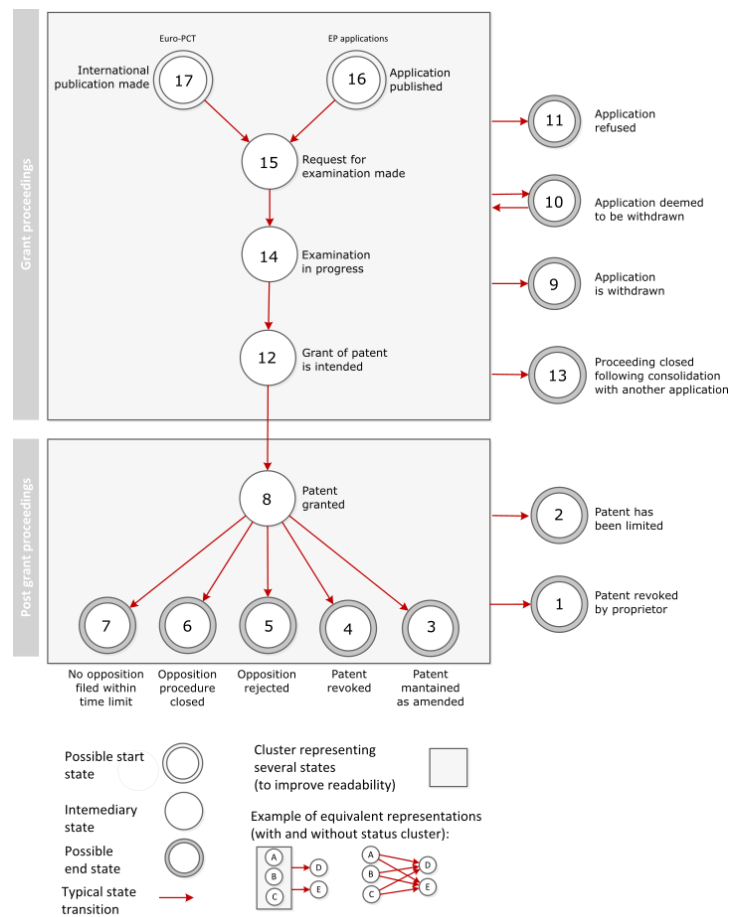 Grant proceedings
Euro-PCT
EP applications
International
publication made
17
16
Application
published
15
Request for
examination made
14
Examination
in progress
12
Grant of patent
is intended
11
Application
refused
10
Application deemed
to be withdrawn
9
Application
is withdrawn
13
Proceeding closed
following consolidation
with another application
Post grant proceedings
8
Patent
granted
7
6
5
4
3
No opposition
filed within
time limit
Opposition
procedure
closed
Opposition
rejected
Patent
revoked
Patent
mantained
as amended
2
Patent has
been limited
1
Patent revoked
by proprietor
Possible start
state
Intemediary
state
Possible
end state
Typical state
transition
Cluster representing
several states
(to improve readability)
Example of equivalent representations
(with and without status cluster):
A
B
C
D
E
A
B
C
D
E